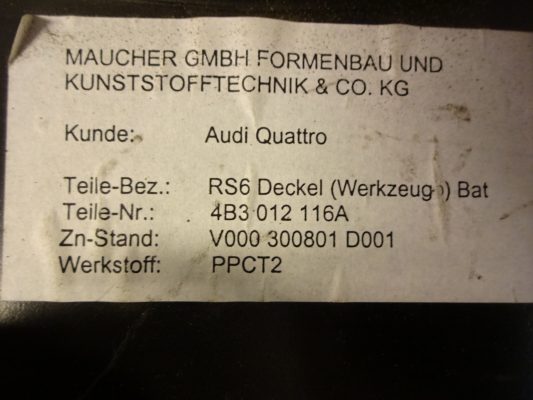 MAUCHER GMBH FORMENBAU UND
KUNSTSTOFFTECHNIK & CO. KG
Kunde: Audi Quattro
Teile-Bez.: RS6 Deckel (Werkzeug ) Bat
Teile-Nr.: 4B3 012 116A
Zn-Stand: V000 300801 D001
Werkstoff: PPCT2